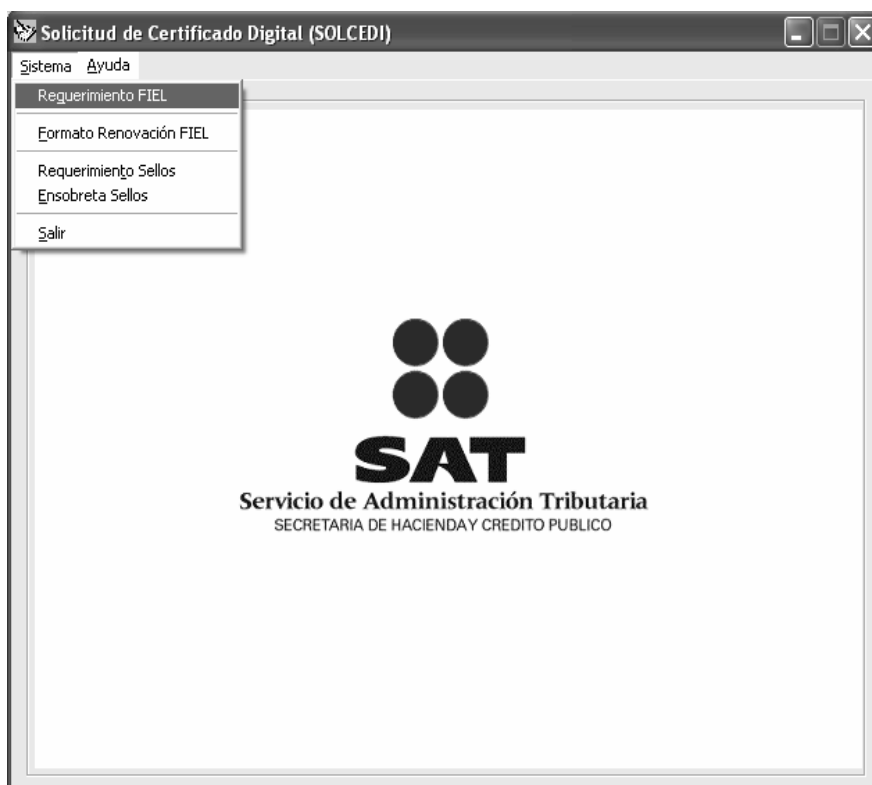 Solicitud de Certificado Digital (SOLCEDI)
Sistema Ayuda
Requerimiento FIEL
Formato Renovación FIEL
Requerimiento Sellos
Ensobreta Sellos
Salir
SAT
Servicio de Administración Tributaria
SECRETARIA DE HACIENDA Y CREDITO PUBLICO